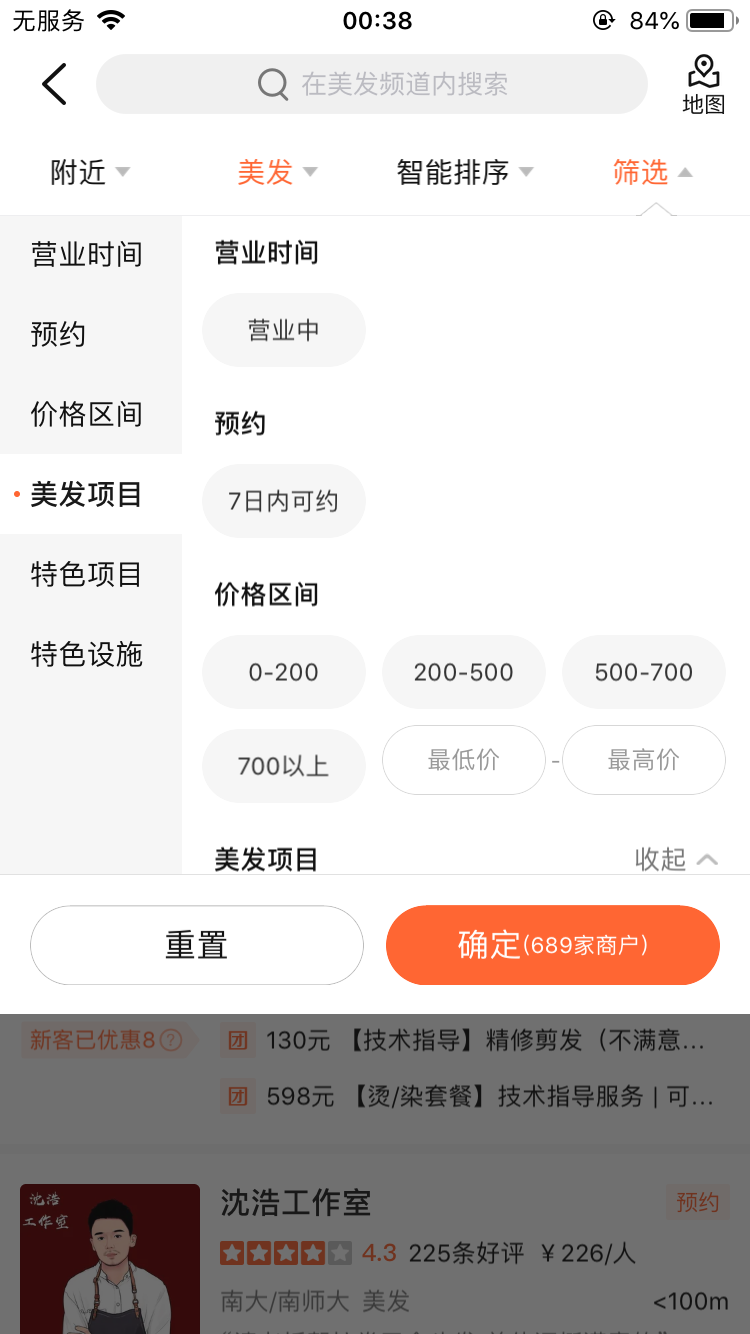 无服务 00:38 84%
在美发频道内搜索
地图
附近 美发 智能排序 筛选
营业时间
预约
价格区间
美发项目
特色项目
特色设施
营业时间
营业中
预约
7日内可约
价格区间
0-200 200-500 500-700
700以上 最低价 - 最高价
美发项目 收起
重置 确定(689家商户)
新客已优惠8? 团 130元 【技术指导】精修剪发（不满意...
团 598元 【烫/染套餐】技术指导服务 | 可...
沈浩
工作室
沈浩工作室 预约
4.3 225条好评 ￥226/人
南大/南师大 美发 <100m